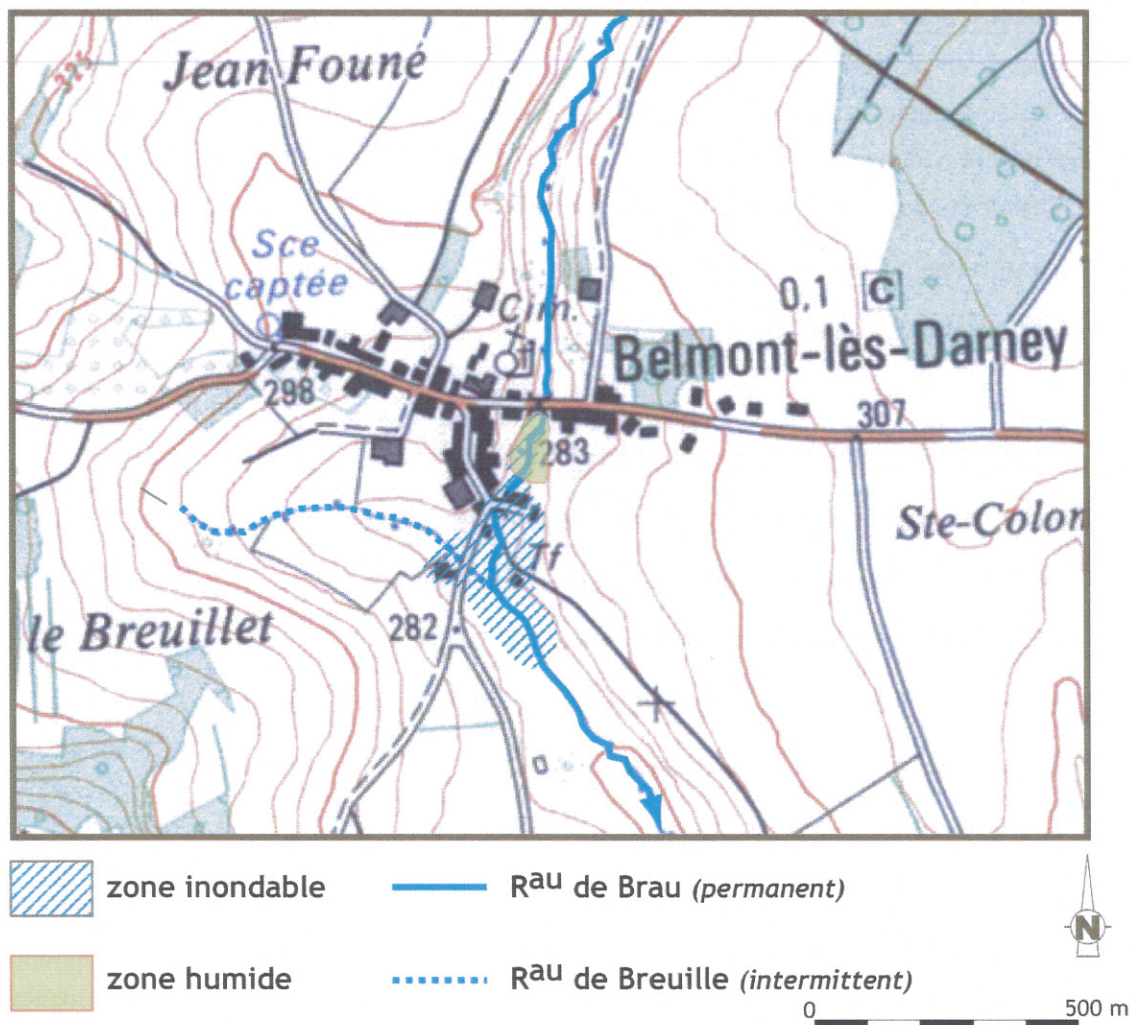 325
Jean Founé
Sce
captée
Cim.
0,1 C
Belmont-lès-Darney
298
283
307
Ste-Colon
Tf
le Breuillet
282
zone inondable
Rau de Brau (permanent)
N
zone humide
Rau de Breuille (intermittent)
0 500 m